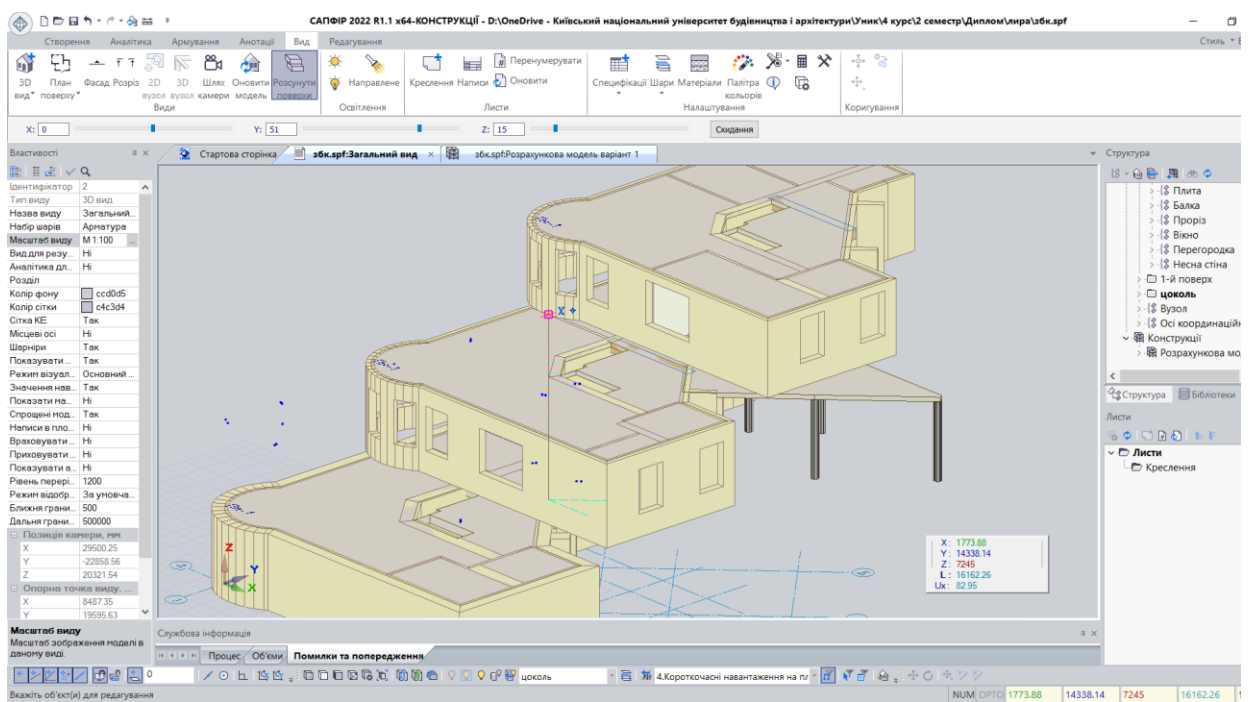 САПФІР 2022 R1.1 x64-КОНСТРУКЦІЇ - D:\OneDrive - Київський національний університет будівництва і архітектури\Уник\4 курс\2 семестр\Диплом\лира\збк.spf
Створення Аналітика Армування Анотації Вид Редагування Стиль
3D вид План поверху Фасад Розріз 2D вузол 3D вузол Шлях камери Оновити модель Розсунути поверхи
Види
Направлене
Освітлення
Креслення Написи Перенумерувати
Оновити
Листи
Специфікації Шари Матеріали Палітра кольорів
Налаштування
Коригування
X: 0 Y: 51 Z: 15 Скидання
Властивості
Стартова сторінка збк.spf:Загальний вид × збк.spf:Розрахункова модель варіант 1
Структура
Ідентифікатор 2
Тип виду 3D вид
Назва виду Загальний...
Набір шарів Арматура
Масштаб виду М 1:100 ...
Вид для резу... Ні
Аналітика дл... Ні
Розділ
Колір фону ccd0d5
Колір сітки c4c3d4
Сітка КЕ Так
Місцеві осі Ні
Шарніри Так
Показувати ... Так
Режим візуал... Основний ...
Значення нав... Так
Показати ма... Ні
Спрощені мод... Так
Написи в пло... Ні
Враховувати ... Ні
Приховувати ... Ні
Показувати а... Ні
Рівень перері... 1200
Режим відобр... За умовча...
Ближня грани... 500
Дальня грани... 500000
Позиція камери, мм
X 29500.25
Y -22858.56
Z 20321.54
Опорна точка виду, ...
X 8487.35
Y 19595.63
Масштаб виду
Масштаб зображення моделі в даному виді.
X
Z
Y
X
X: 1773.88
Y: 14338.14
Z: 7245
L: 16162.26
Ux: 82.95
Плита
Балка
Проріз
Вікно
Перегородка
Несна стіна
1-й поверх
цоколь
Вузол
Осі координаційн
Конструкції
Розрахункова мо
Структура Бібліотеки
Листи
Листи
Креслення
Службова інформація
Процес Об'єми Помилки та попередження
0 цоколь 4.Короткочасні навантаження на пл
Вкажіть об'єкт(и) для редагування NUM ОРТО 1773.88 14338.14 7245 16162.26